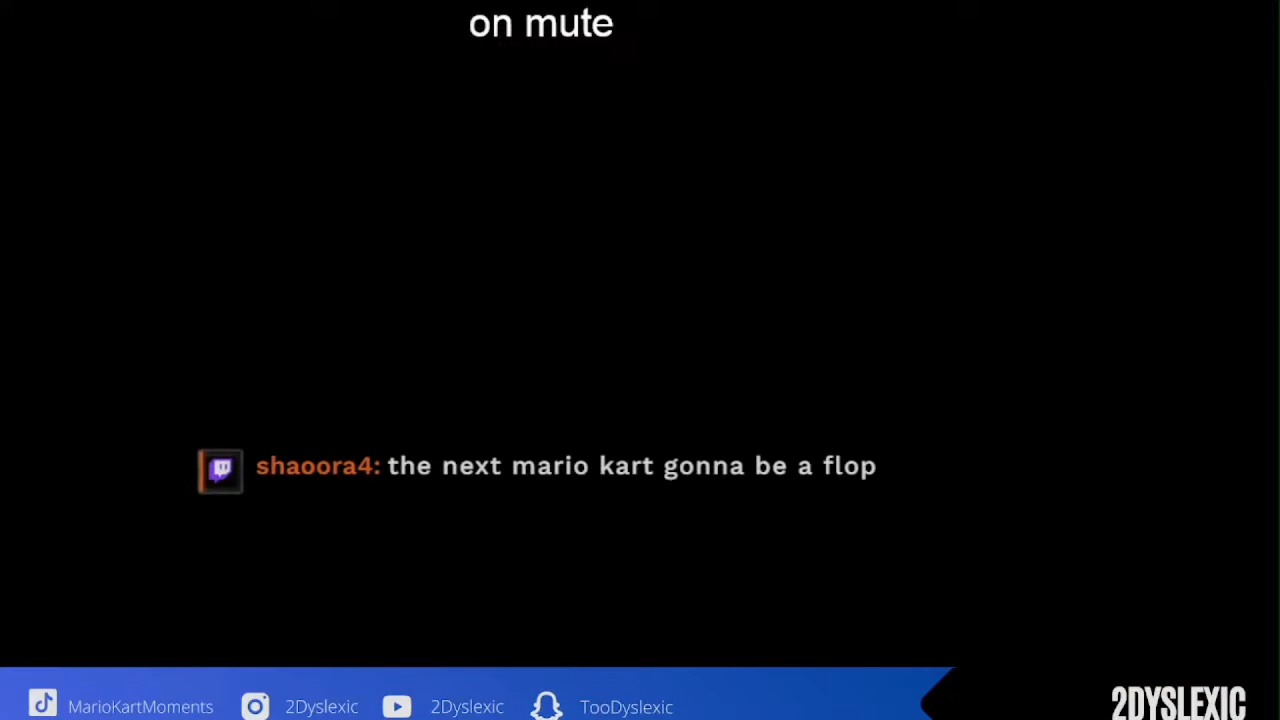 on mute
shaoora4: the next mario kart gonna be a flop
MarioKartMoments 2Dyslexic 2Dyslexic TooDyslexic
2DYSLEXIC